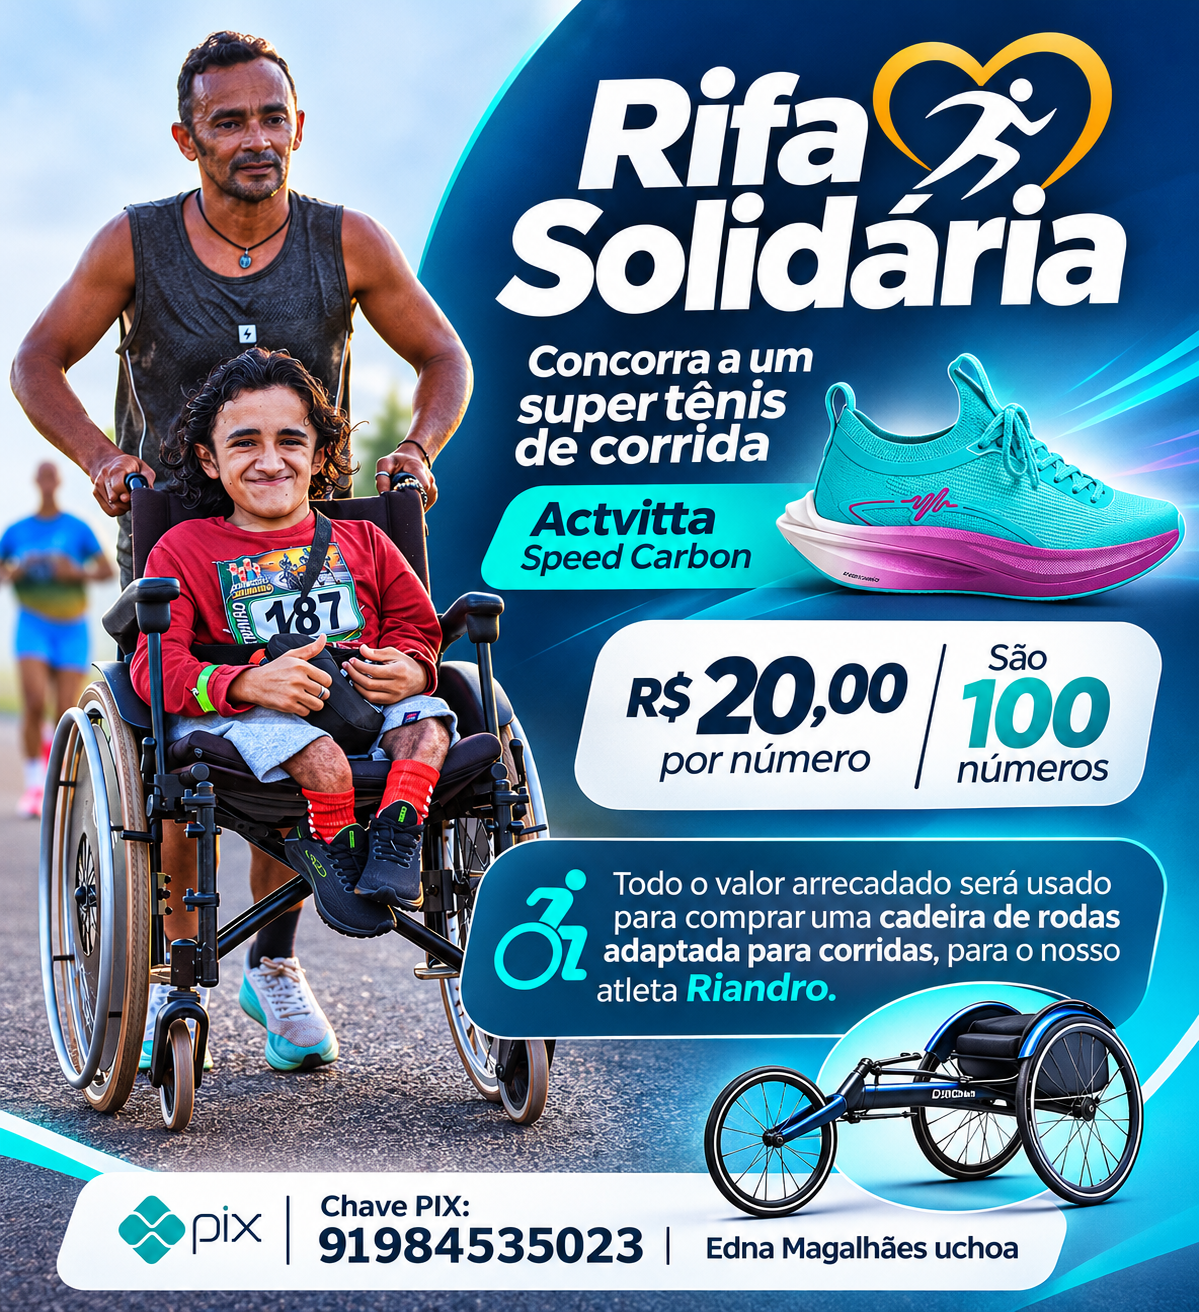 Rifa
Solidária
Concorra a um
super tênis
de corrida
Actvitta
Speed Carbon
R$ 20,00
por número
São
100
números
187
Todo o valor arrecadado será usado
para comprar uma cadeira de rodas
adaptada para corridas, para o nosso
atleta Riandro.
pix
Chave PIX:
91984535023
Edna Magalhães uchoa